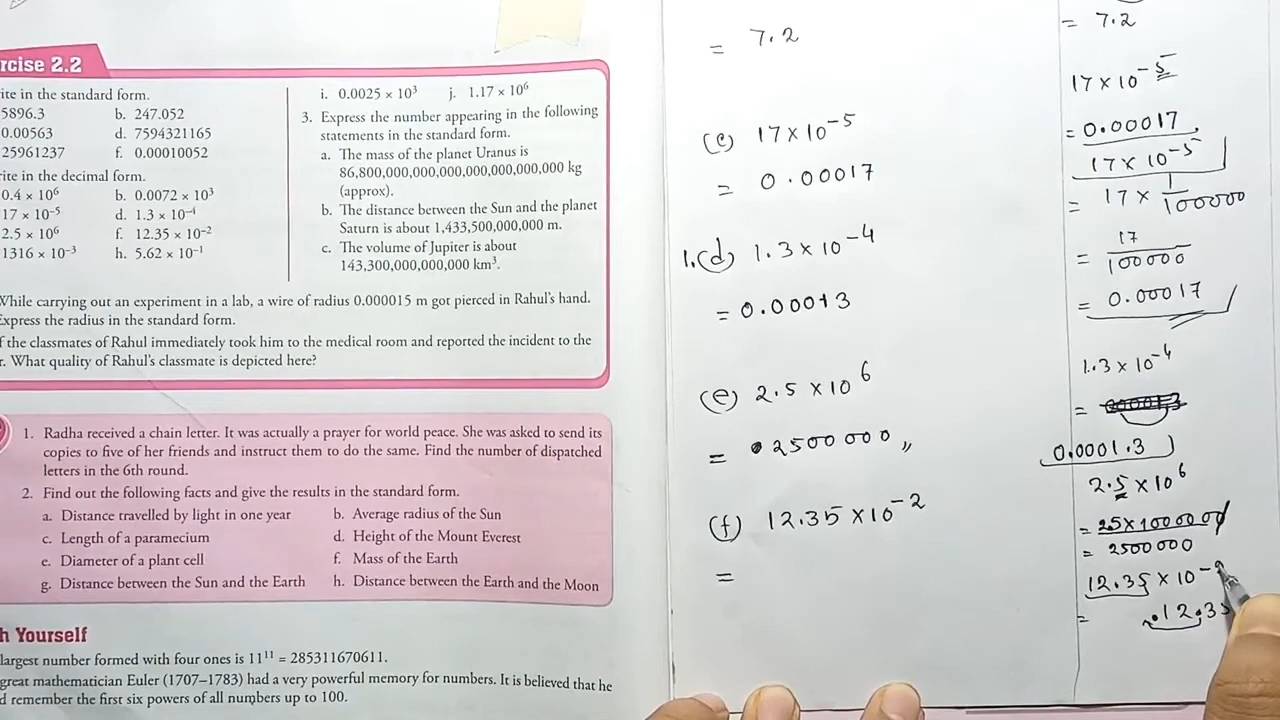 rcise 2.2
ite in the standard form.
5896.3 b. 247.052
0.00563 d. 7594321165
25961237 f. 0.00010052
ite in the decimal form.
0.4 × 10⁶ b. 0.0072 × 10³
17 × 10⁻⁵ d. 1.3 × 10⁻⁴
2.5 × 10⁶ f. 12.35 × 10⁻²
1316 × 10⁻³ h. 5.62 × 10⁻¹
i. 0.0025 × 10³ j. 1.17 × 10⁶
3. Express the number appearing in the following
statements in the standard form.
a. The mass of the planet Uranus is
86,800,000,000,000,000,000,000,000 kg
(approx).
b. The distance between the Sun and the planet
Saturn is about 1,433,500,000,000 m.
c. The volume of Jupiter is about
143,300,000,000,000 km³.
While carrying out an experiment in a lab, a wire of radius 0.000015 m got pierced in Rahul's hand.
Express the radius in the standard form.
f the classmates of Rahul immediately took him to the medical room and reported the incident to the
r. What quality of Rahul's classmate is depicted here?
1. Radha received a chain letter. It was actually a prayer for world peace. She was asked to send its
copies to five of her friends and instruct them to do the same. Find the number of dispatched
letters in the 6th round.
2. Find out the following facts and give the results in the standard form.
a. Distance travelled by light in one year b. Average radius of the Sun
c. Length of a paramecium d. Height of the Mount Everest
e. Diameter of a plant cell f. Mass of the Earth
g. Distance between the Sun and the Earth h. Distance between the Earth and the Moon
h Yourself
largest number formed with four ones is 11¹¹ = 285311670611.
great mathematician Euler (1707–1783) had a very powerful memory for numbers. It is believed that he
d remember the first six powers of all numbers up to 100.
= 7.2
(c) 17 × 10⁻⁵
= 0.00017
1.(d) 1.3 × 10⁻⁴
= 0.00013
(e) 2.5 × 10⁶
= 2500000,,
(f) 12.35 × 10⁻²
=
= 7.2
17 × 10⁻⁵
= 0.00017
17 × 10⁻⁵
= 17 × 1/100000
= 17/100000
= 0.00017
1.3 × 10⁻⁴
=
0.0001.3
2.5 × 10⁶
= 25 × 1000000
= 2500000
12.35 × 10⁻²
= .12.35